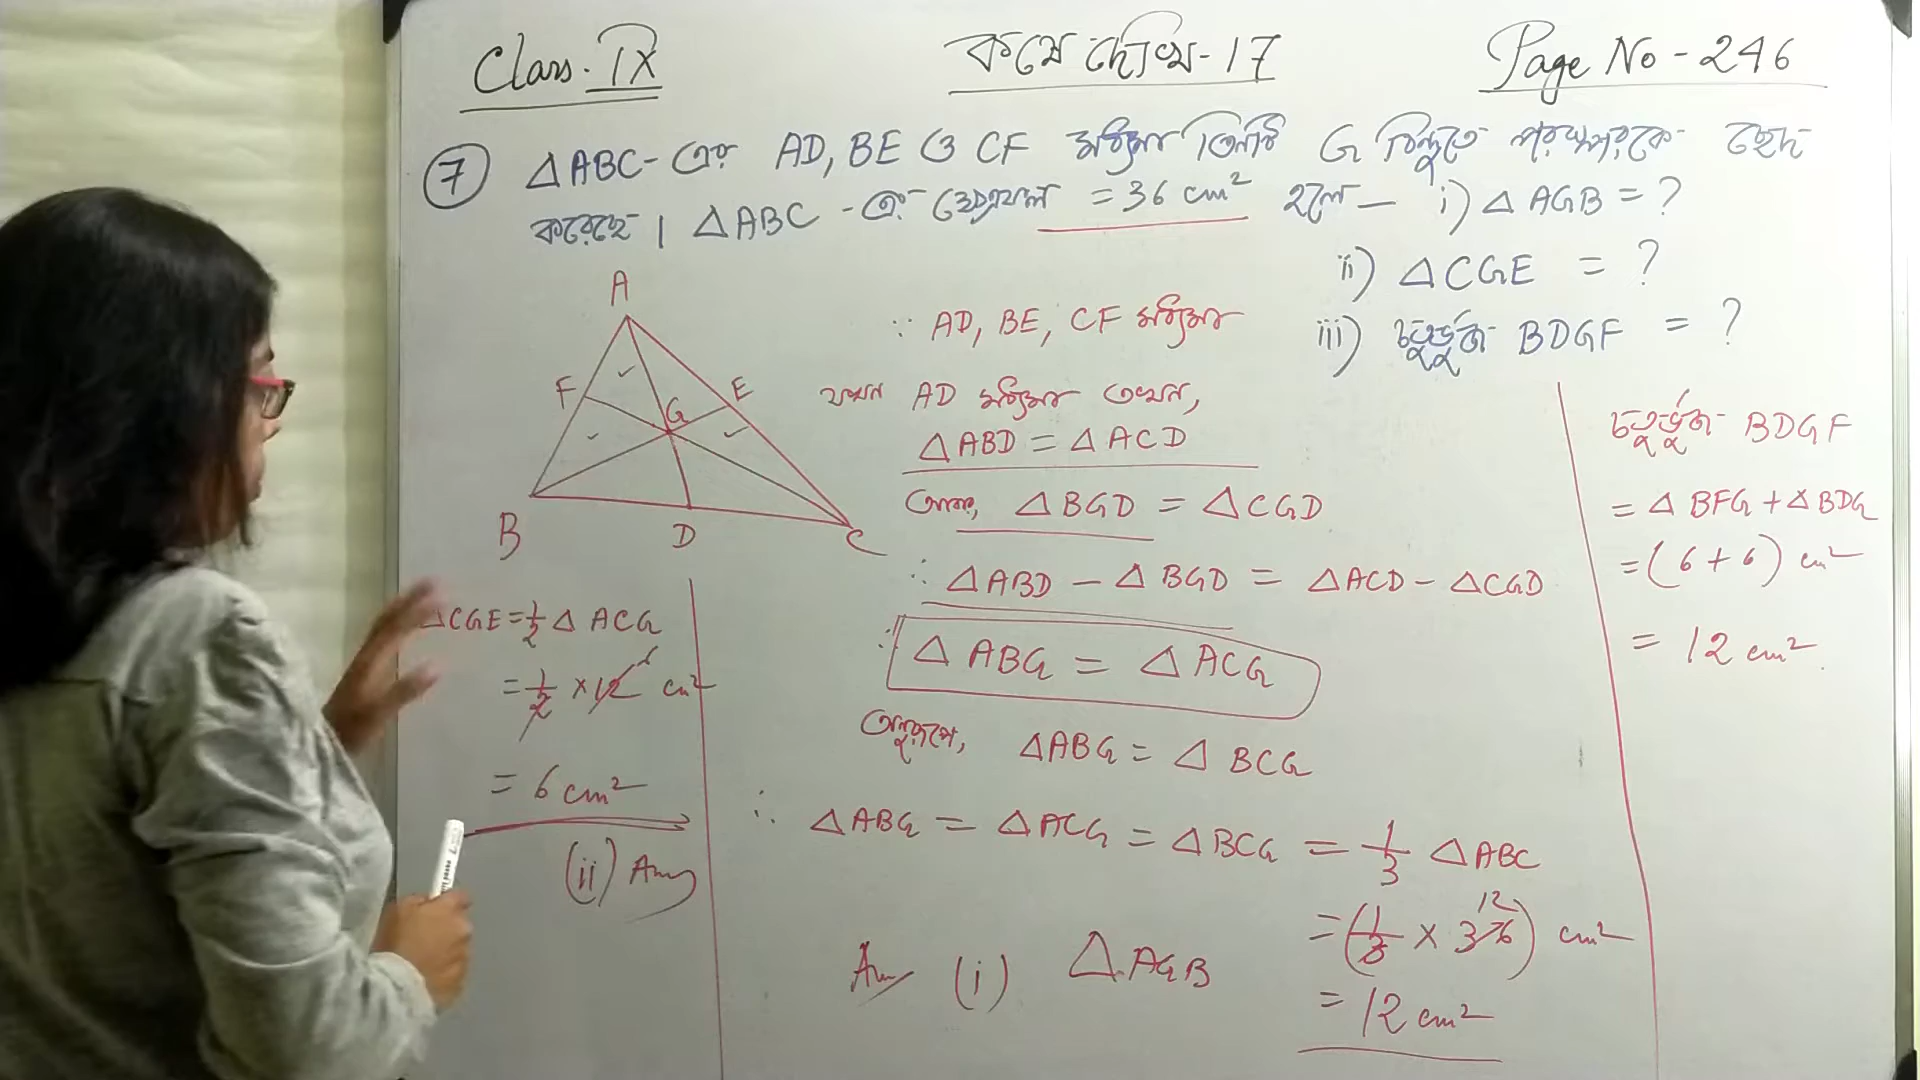 Class. IX
কষে দেখি-17
Page No - 246
7 △ABC-এর AD, BE ও CF মধ্যমা তিনটি G বিন্দুতে পরস্পরকে ছেদ
করেছে। △ABC -এর ক্ষেত্রফল = 36 cm² হলে — i) △AGB = ?
ii) △CGE = ?
iii) চতুর্ভুজ BDGF = ?
A
F
E
G
B
D
C
∵ AD, BE, CF মধ্যমা
যখন AD মধ্যমা তখন,
△ABD = △ACD
আবার, △BGD = △CGD
∴ △ABD - △BGD = △ACD - △CGD
∴ △ABG = △ACG
অনুরূপে, △ABG = △BCG
∴ △ABG = △ACG = △BCG = 1/3 △ABC
= (1/3 × 36) cm² 12
= 12 cm²
Ans (i) △AGB
△CGE = 1/2 △ACG
= 1/2 × 12 cm² 6
= 6 cm²
(ii) Ans
চতুর্ভুজ BDGF
= △BFG + △BDG
= (6 + 6) cm²
= 12 cm².